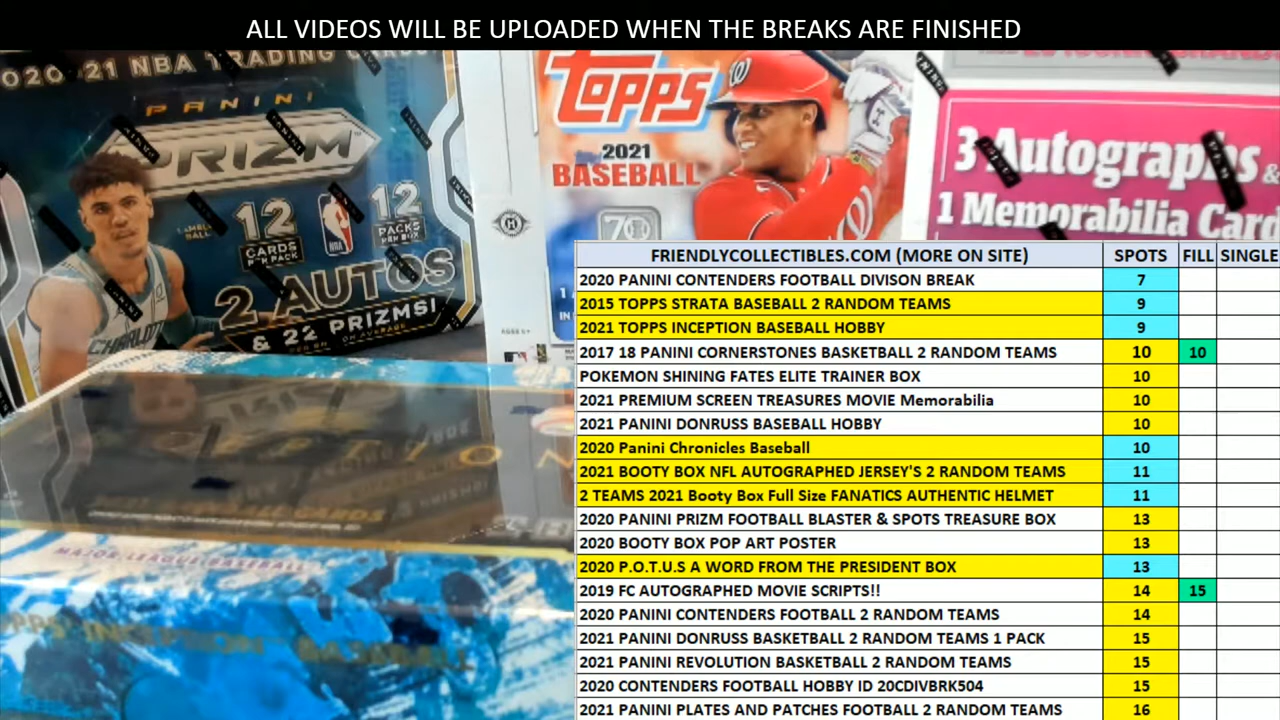 ALL VIDEOS WILL BE UPLOADED WHEN THE BREAKS ARE FINISHED
2020-21 NBA TRADING CARDS
PANINI
PRIZM
12
CARDS
PER PACK
NBA
12
PACKS
PER BOX
2 AUTOS
& 22 PRIZMS!
CHARLOTTE
TOPPS
2021
BASEBALL
70
3 Autographs &
1 Memorabilia Card
MAJOR LEAGUE BASEBALL
TOPPS INCEPTION BASEBALL
FRIENDLYCOLLECTIBLES.COM (MORE ON SITE) SPOTS FILL SINGLE
2020 PANINI CONTENDERS FOOTBALL DIVISON BREAK 7
2015 TOPPS STRATA BASEBALL 2 RANDOM TEAMS 9
2021 TOPPS INCEPTION BASEBALL HOBBY 9
2017 18 PANINI CORNERSTONES BASKETBALL 2 RANDOM TEAMS 10 10
POKEMON SHINING FATES ELITE TRAINER BOX 10
2021 PREMIUM SCREEN TREASURES MOVIE Memorabilia 10
2021 PANINI DONRUSS BASEBALL HOBBY 10
2020 Panini Chronicles Baseball 10
2021 BOOTY BOX NFL AUTOGRAPHED JERSEY'S 2 RANDOM TEAMS 11
2 TEAMS 2021 Booty Box Full Size FANATICS AUTHENTIC HELMET 11
2020 PANINI PRIZM FOOTBALL BLASTER & SPOTS TREASURE BOX 13
2020 BOOTY BOX POP ART POSTER 13
2020 P.O.T.U.S A WORD FROM THE PRESIDENT BOX 13
2019 FC AUTOGRAPHED MOVIE SCRIPTS!! 14 15
2020 PANINI CONTENDERS FOOTBALL 2 RANDOM TEAMS 14
2021 PANINI DONRUSS BASKETBALL 2 RANDOM TEAMS 1 PACK 15
2021 PANINI REVOLUTION BASKETBALL 2 RANDOM TEAMS 15
2020 CONTENDERS FOOTBALL HOBBY ID 20CDIVBRK504 15
2021 PANINI PLATES AND PATCHES FOOTBALL 2 RANDOM TEAMS 16